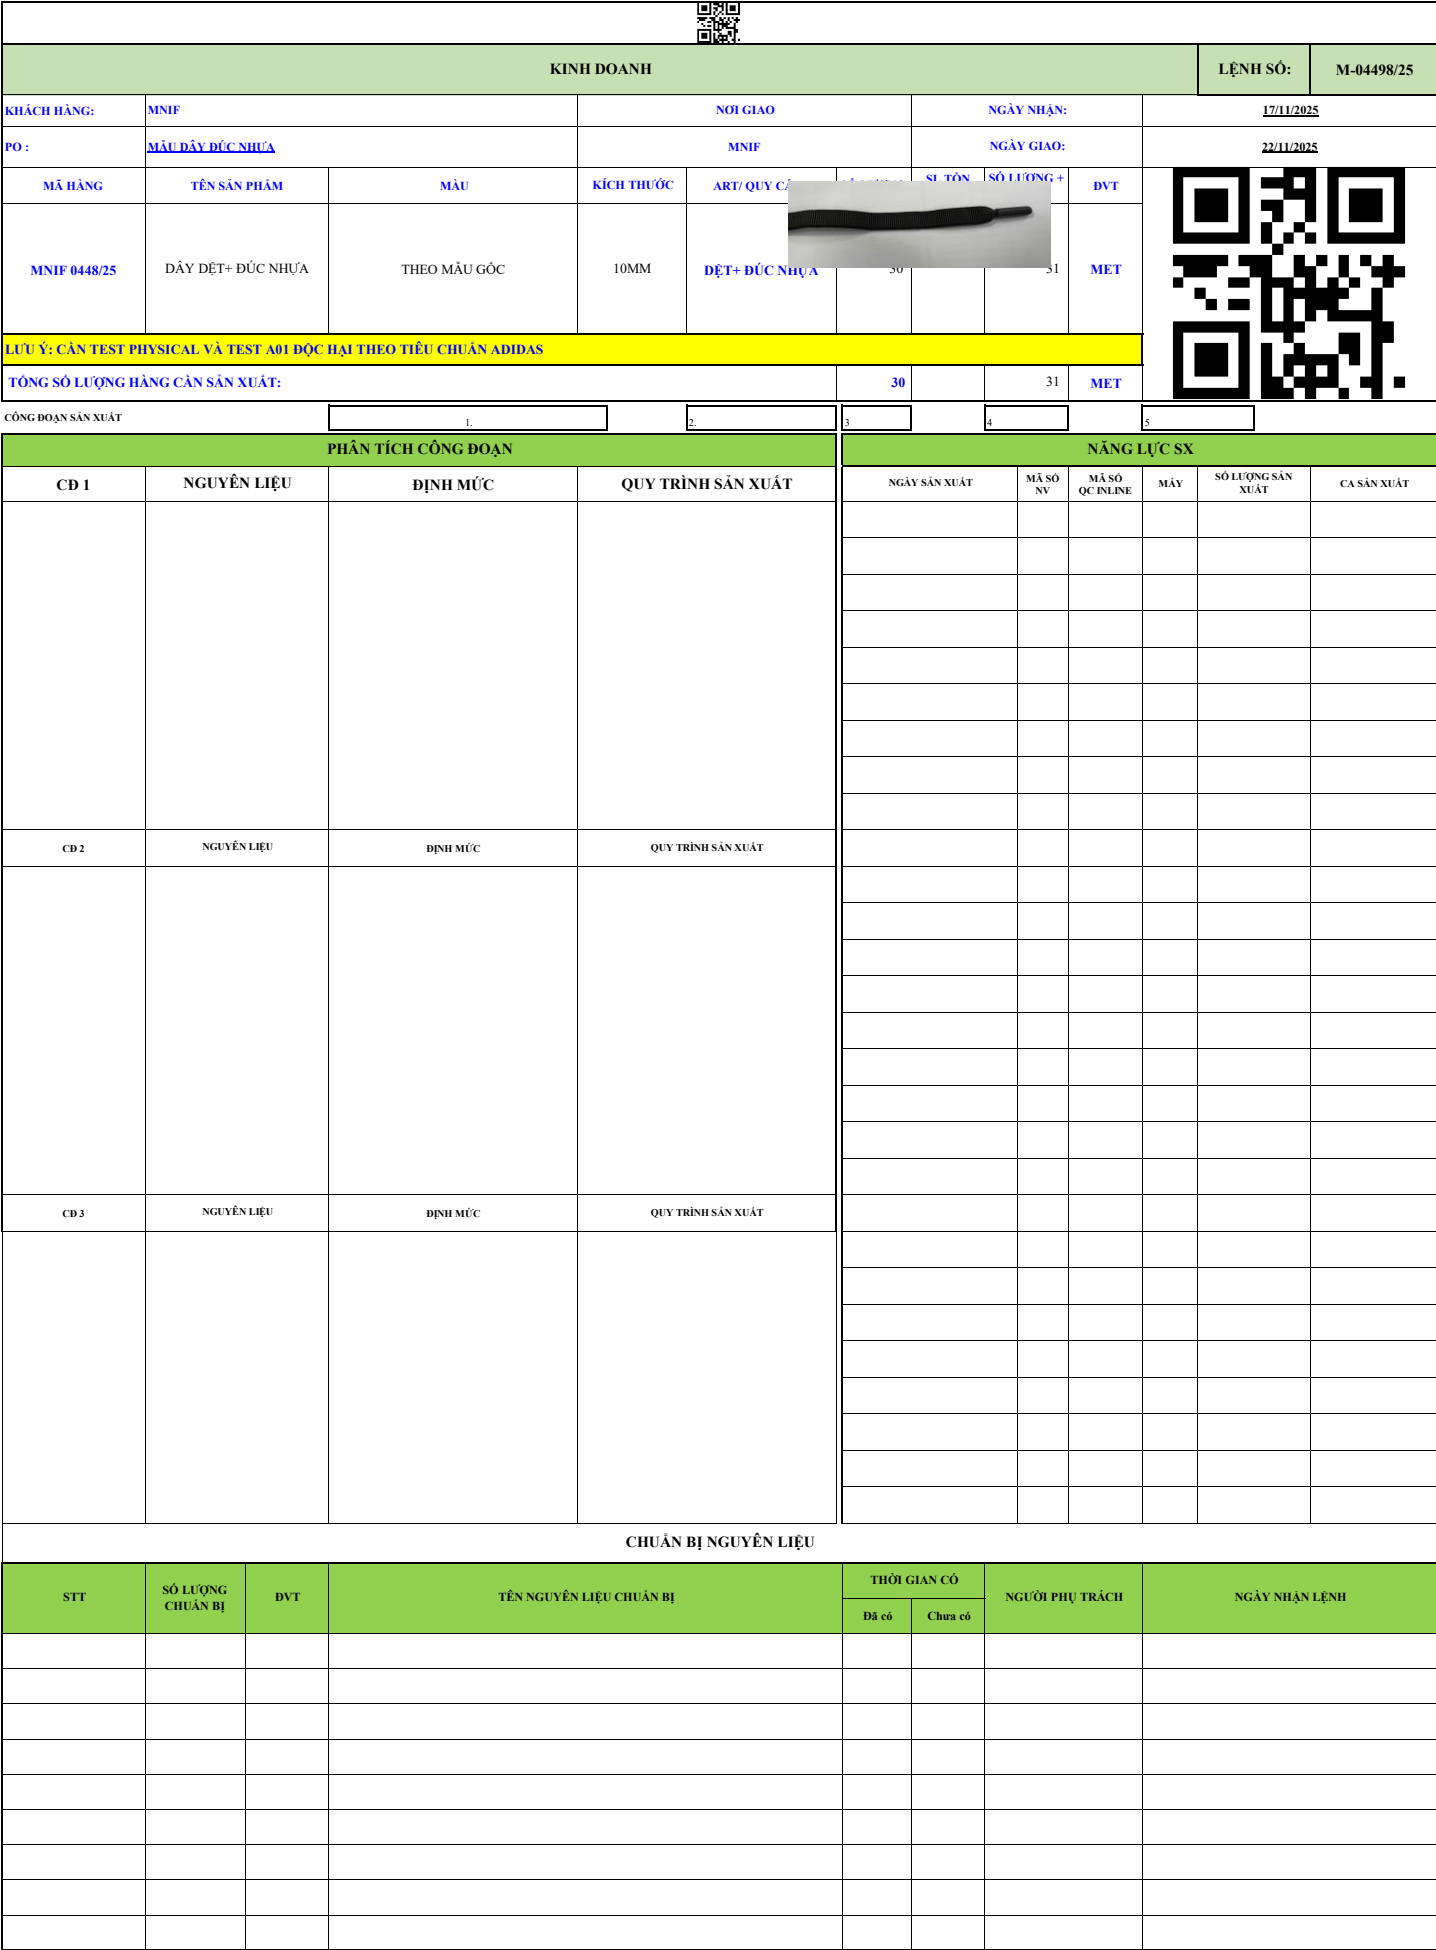 KINH DOANH LỆNH SỐ: M-04498/25
KHÁCH HÀNG: MNIF NƠI GIAO NGÀY NHẬN: 17/11/2025
PO : MẪU DÂY ĐÚC NHỰA MNIF NGÀY GIAO: 22/11/2025
MÃ HÀNG TÊN SẢN PHẨM MÀU KÍCH THƯỚC ART/ QUY SL TỒN SỐ LƯỢNG + ĐVT
MNIF 0448/25 DÂY DỆT+ ĐÚC NHỰA THEO MẪU GỐC 10MM DỆT+ ĐÚC NHỰA 30 31 MET
LƯU Ý: CẦN TEST PHYSICAL VÀ TEST A01 ĐỘC HẠI THEO TIÊU CHUẨN ADIDAS
TỔNG SỐ LƯỢNG HÀNG CẦN SẢN XUẤT: 30 31 MET
CÔNG ĐOẠN SẢN XUẤT 1. 2. 3 4 5
PHÂN TÍCH CÔNG ĐOẠN NĂNG LỰC SX
CĐ 1 NGUYÊN LIỆU ĐỊNH MỨC QUY TRÌNH SẢN XUẤT NGÀY SẢN XUẤT MÃ SỐ NV MÃ SỐ QC INLINE MÁY SỐ LƯỢNG SẢN XUẤT CA SẢN XUẤT
CĐ 2 NGUYÊN LIỆU ĐỊNH MỨC QUY TRÌNH SẢN XUẤT
CĐ 3 NGUYÊN LIỆU ĐỊNH MỨC QUY TRÌNH SẢN XUẤT
CHUẨN BỊ NGUYÊN LIỆU
STT SỐ LƯỢNG CHUẨN BỊ ĐVT TÊN NGUYÊN LIỆU CHUẨN BỊ THỜI GIAN CÓ NGƯỜI PHỤ TRÁCH NGÀY NHẬN LỆNH
Đã có Chưa có